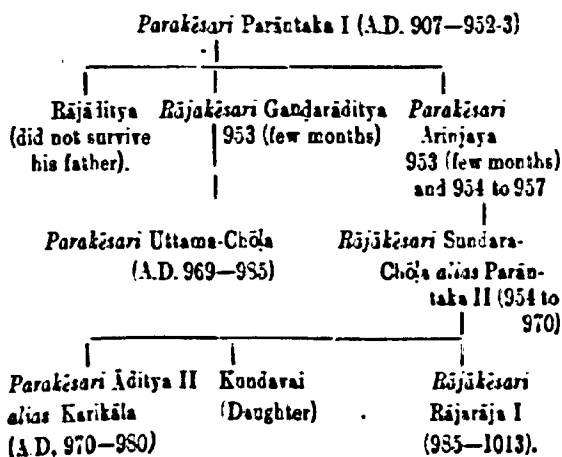 Parakēsari Parāntaka I (A.D. 907—952-3)
Rājāditya Rājakēsari Gaṇḍarāditya Parakēsari
(did not survive 953 (few months) Arinjaya
his father). 953 (few months)
and 954 to 957
Parakēsari Uttama-Chōḷa Rājakēsari Sundara-
(A.D. 969—985) Chōḷa alias Parān-
taka II (954 to
970)
Parakēsari Āditya II Kundavai Rājakēsari
alias Karikāla (Daughter) Rājarāja I
(A.D. 970—980) (985—1013).